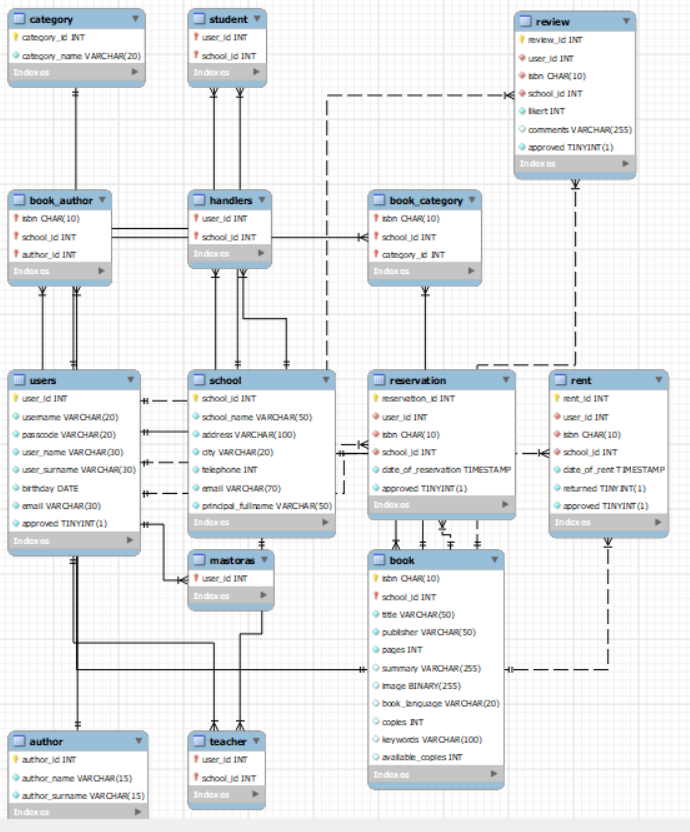 category
category_id INT
category_name VARCHAR(20)
Indexes
student
user_id INT
school_id INT
Indexes
review
review_id INT
user_id INT
isbn CHAR(10)
school_id INT
likert INT
comments VARCHAR(255)
approved TINYINT(1)
Indexes
book_author
isbn CHAR(10)
school_id INT
author_id INT
Indexes
handlers
user_id INT
school_id INT
Indexes
book_category
isbn CHAR(10)
school_id INT
category_id INT
Indexes
users
user_id INT
username VARCHAR(20)
passcode VARCHAR(20)
user_name VARCHAR(30)
user_surname VARCHAR(30)
birthday DATE
email VARCHAR(30)
approved TINYINT(1)
Indexes
school
school_id INT
school_name VARCHAR(50)
address VARCHAR(100)
city VARCHAR(20)
telephone INT
email VARCHAR(70)
principal_fullname VARCHAR(50)
Indexes
reservation
reservation_id INT
user_id INT
isbn CHAR(10)
school_id INT
date_of_reservation TIMESTAMP
approved TINYINT(1)
Indexes
rent
rent_id INT
user_id INT
isbn CHAR(10)
school_id INT
date_of_rent TIMESTAMP
returned TINYINT(1)
approved TINYINT(1)
Indexes
mastoras
user_id INT
Indexes
book
isbn CHAR(10)
school_id INT
title VARCHAR(50)
publisher VARCHAR(50)
pages INT
summary VARCHAR(255)
image BINARY(255)
book_language VARCHAR(20)
copies INT
keywords VARCHAR(100)
available_copies INT
Indexes
author
author_id INT
author_name VARCHAR(15)
author_surname VARCHAR(15)
Indexes
teacher
user_id INT
school_id INT
Indexes